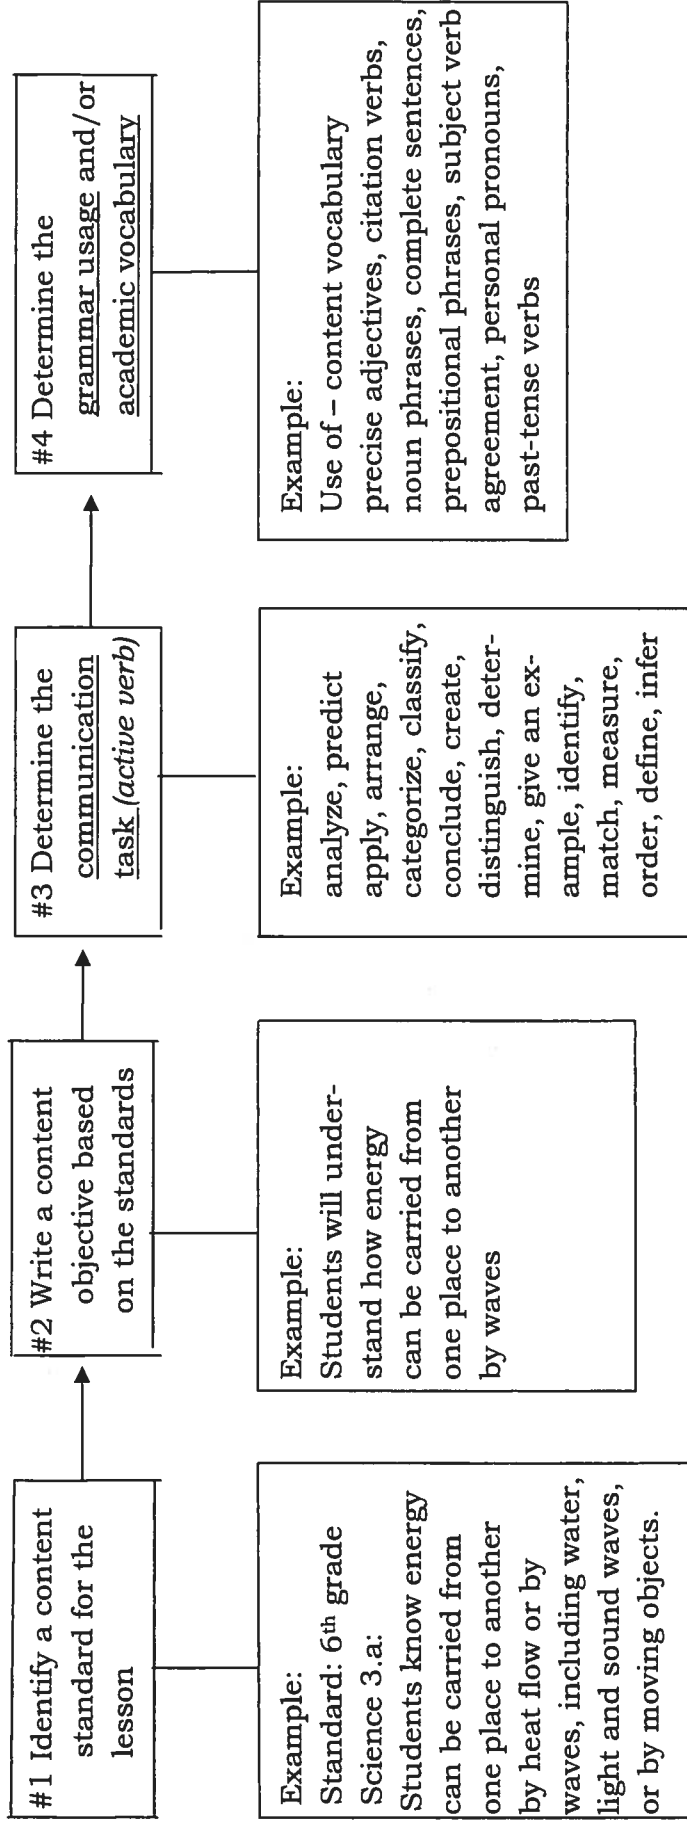 #1 Identify a content
standard for the
lesson
Example:
Standard: 6th grade
Science 3.a:
Students know energy
can be carried from
one place to another
by heat flow or by
waves, including water,
light and sound waves,
or by moving objects.
#2 Write a content
objective based
on the standards
Example:
Students will under-
stand how energy
can be carried from
one place to another
by waves
#3 Determine the
communication
task (active verb)
Example:
analyze, predict
apply, arrange,
categorize, classify,
conclude, create,
distinguish, deter-
mine, give an ex-
ample, identify,
match, measure,
order, define, infer
#4 Determine the
grammar usage and/or
academic vocabulary
Example:
Use of – content vocabulary
precise adjectives, citation verbs,
noun phrases, complete sentences,
prepositional phrases, subject verb
agreement, personal pronouns,
past-tense verbs